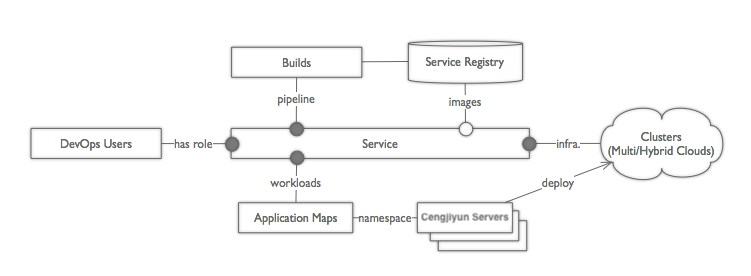 Builds
Service Registry
pipeline
images
DevOps Users
has role
Service
infra.
Clusters
(Multi/Hybrid Clouds)
workloads
deploy
Application Maps
namespace
Cengjiyun Servers